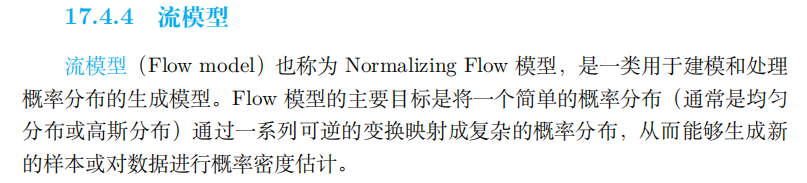 17.4.4 流模型
流模型（Flow model）也称为 Normalizing Flow 模型，是一类用于建模和处理
概率分布的生成模型。Flow 模型的主要目标是将一个简单的概率分布（通常是均匀
分布或高斯分布）通过一系列可逆的变换映射成复杂的概率分布，从而能够生成新
的样本或对数据进行概率密度估计。